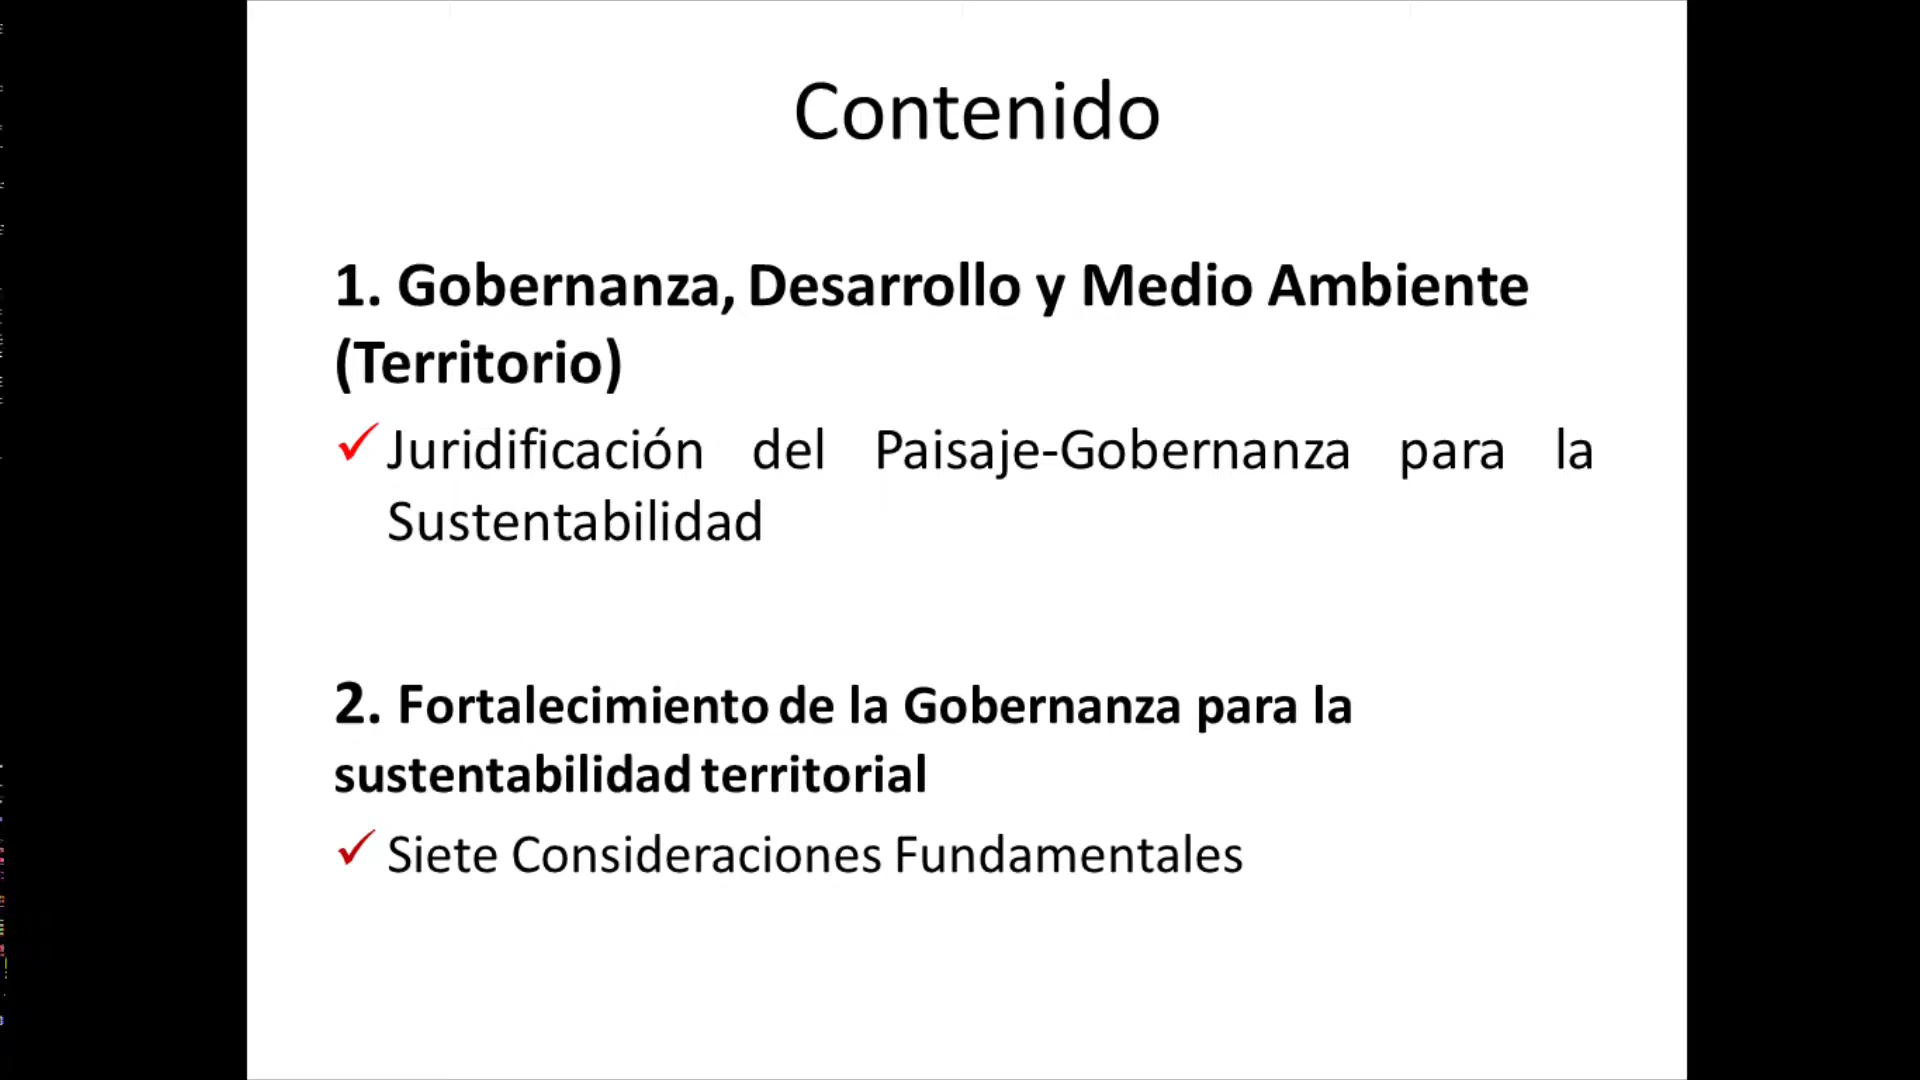 Contenido
1. Gobernanza, Desarrollo y Medio Ambiente
(Territorio)
✓ Juridificación del Paisaje-Gobernanza para la
Sustentabilidad
2. Fortalecimiento de la Gobernanza para la
sustentabilidad territorial
✓ Siete Consideraciones Fundamentales